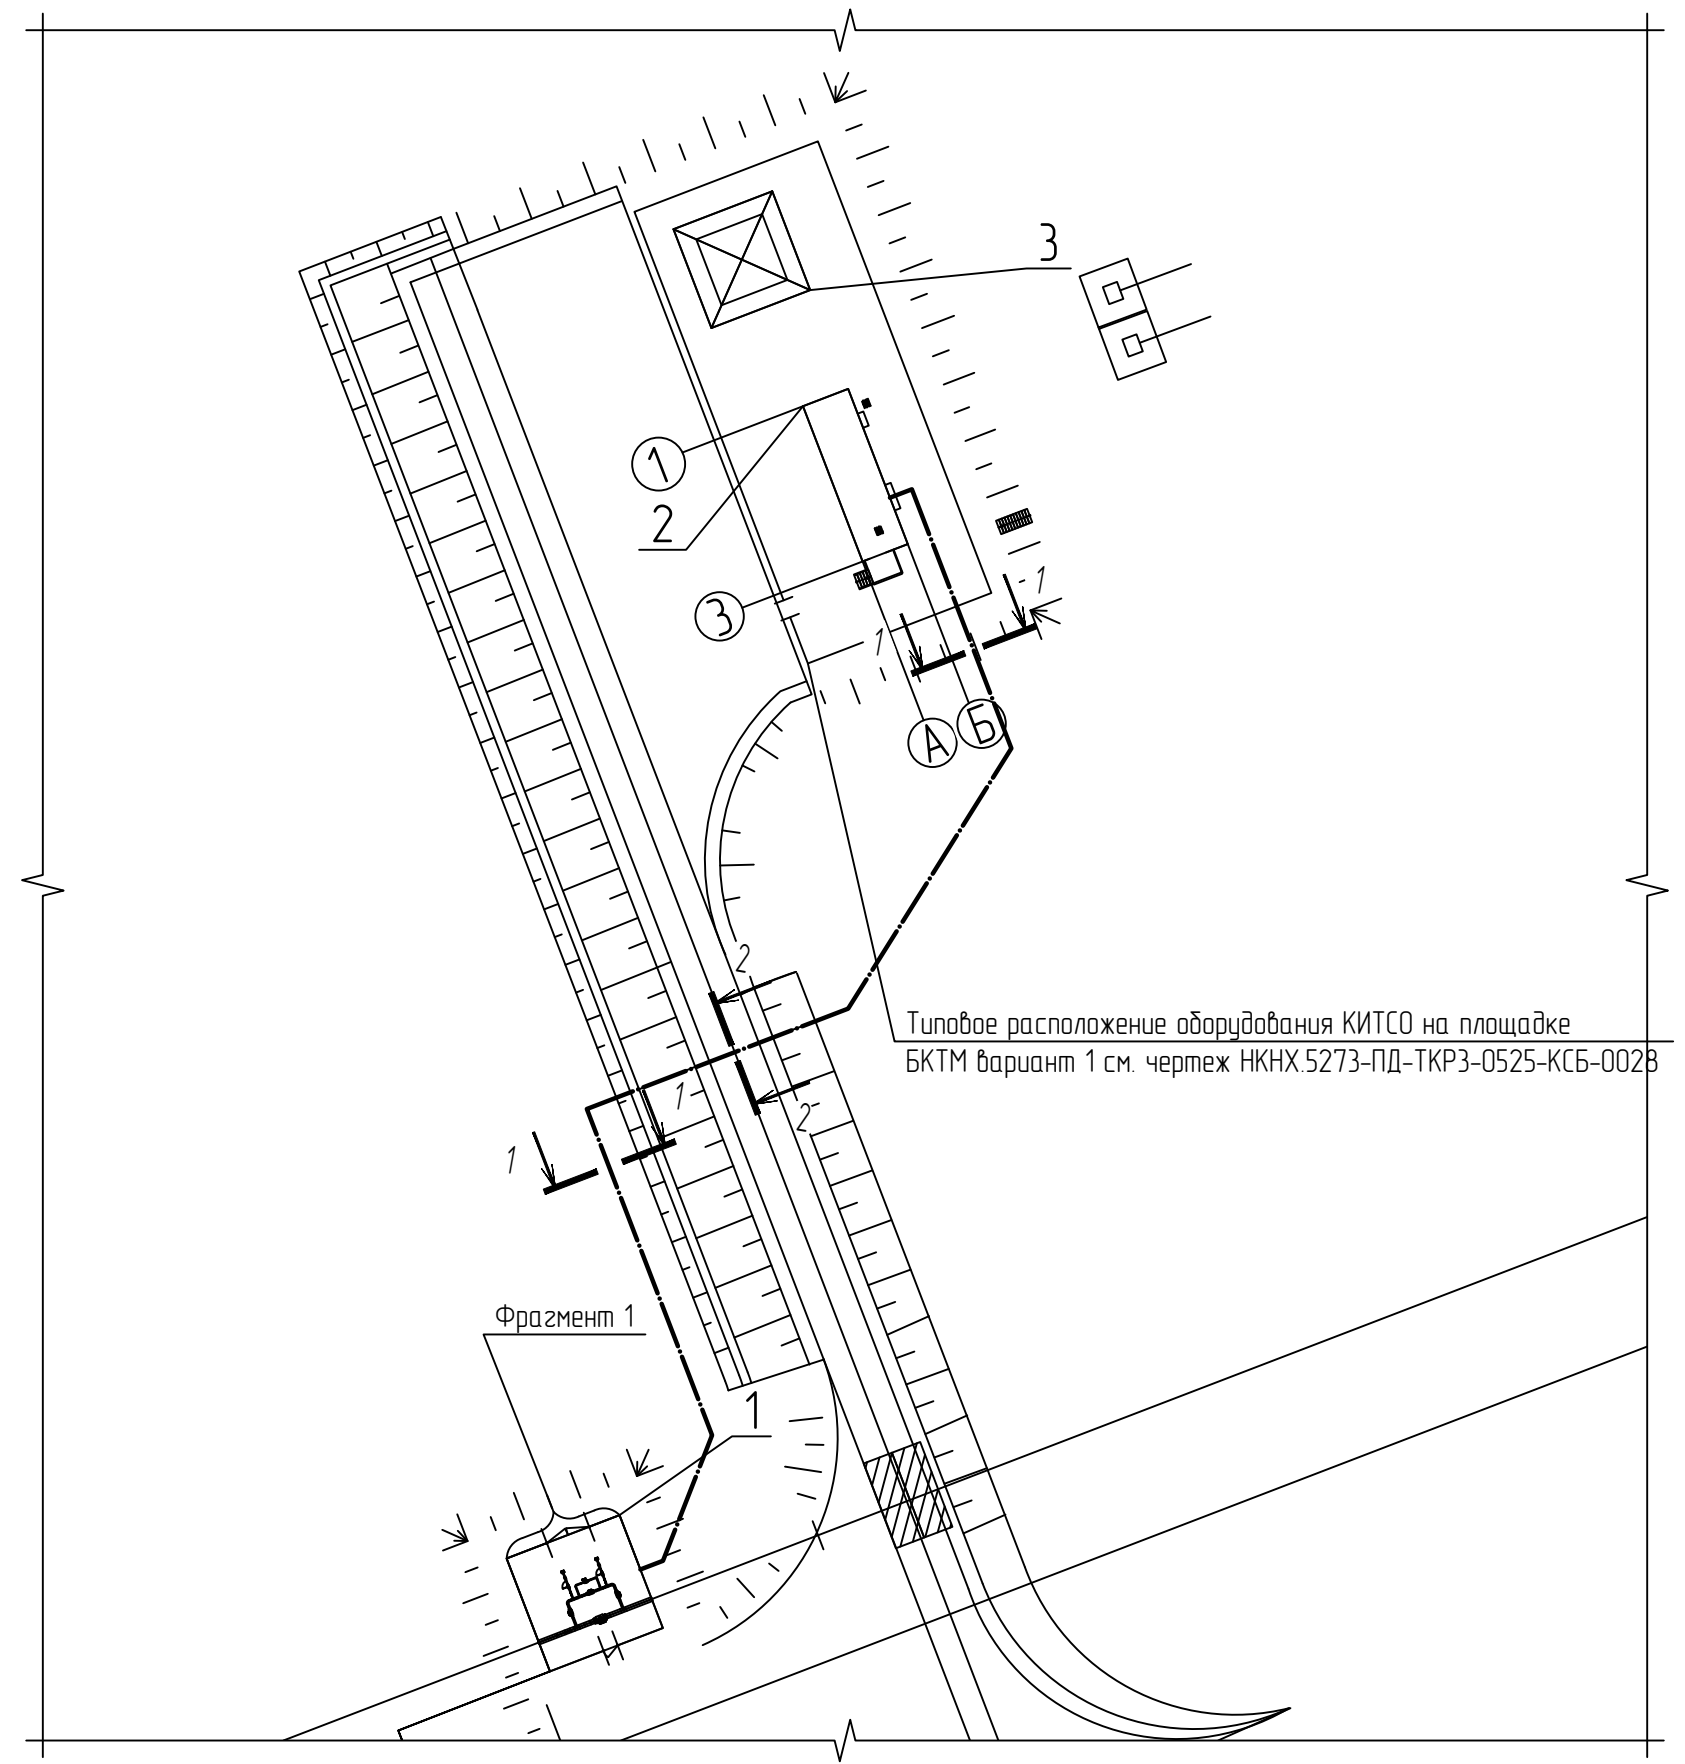 3
1
2
3
1
1
А Б
2
Типовое расположение оборудования КИТСО на площадке
БКТМ вариант 1 см. чертеж НКНХ.5273-ПД-ТКР3-0525-КСБ-0028
1
2
1
Фрагмент 1
1